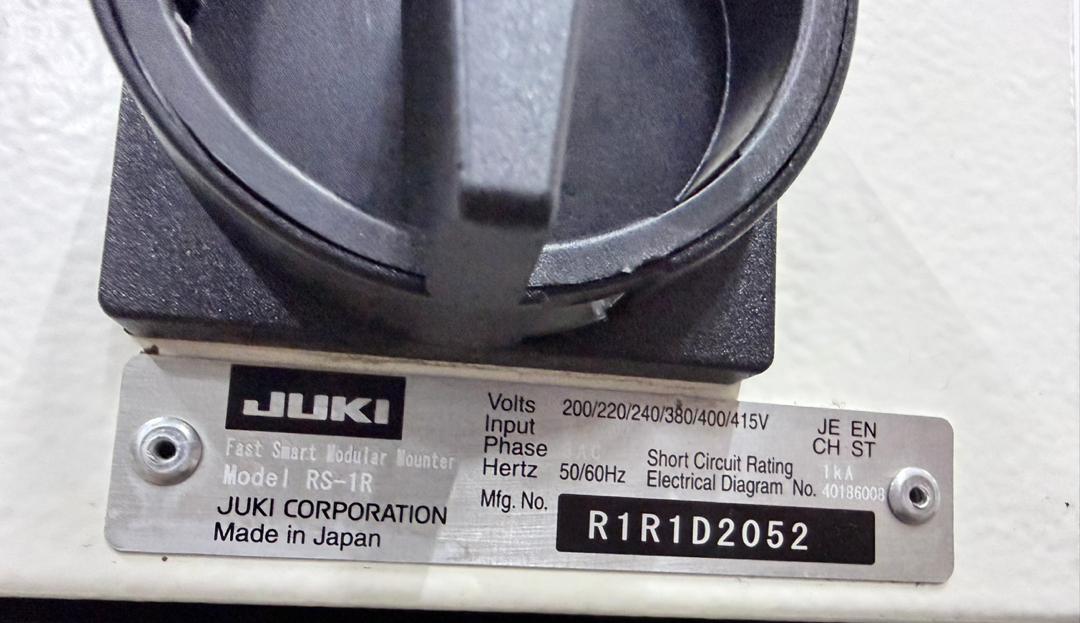 JUKI
Fast Smart Modular Mounter
Model RS-1R
JUKI CORPORATION
Made in Japan
Volts 200/220/240/380/400/415V
Input
Phase 3AC
Hertz 50/60Hz
Mfg. No. R1R1D2052
JE EN
CH ST
Short Circuit Rating 1kA
Electrical Diagram No. 40186008